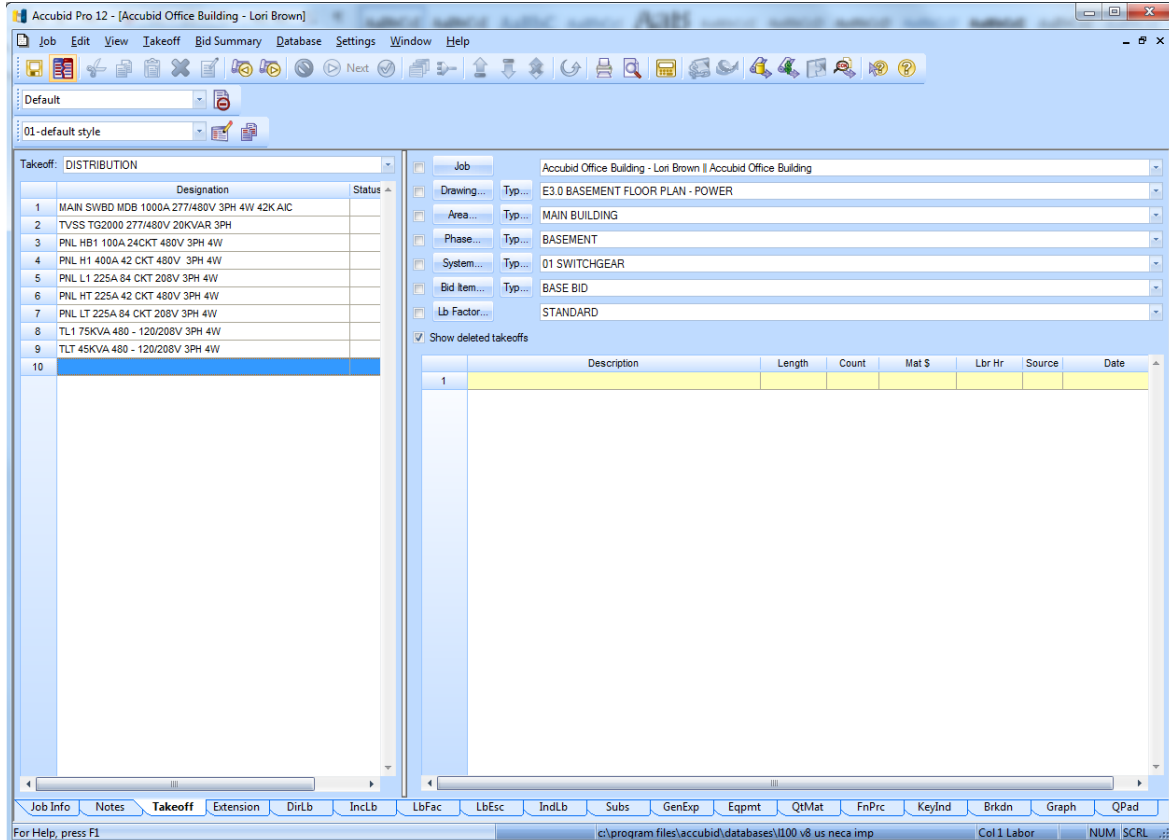 Accubid Pro 12 - [Accubid Office Building - Lori Brown]
Job Edit View Takeoff Bid Summary Database Settings Window Help
Next
Default
01-default style
Takeoff: DISTRIBUTION
Designation Status
1 MAIN SWBD MDB 1000A 277/480V 3PH 4W 42K AIC
2 TVSS TG2000 277/480V 20KVAR 3PH
3 PNL HB1 100A 24CKT 480V 3PH 4W
4 PNL H1 400A 42 CKT 480V 3PH 4W
5 PNL L1 225A 84 CKT 208V 3PH 4W
6 PNL HT 225A 42 CKT 480V 3PH 4W
7 PNL LT 225A 84 CKT 208V 3PH 4W
8 TL1 75KVA 480 - 120/208V 3PH 4W
9 TLT 45KVA 480 - 120/208V 3PH 4W
10
Job Accubid Office Building - Lori Brown || Accubid Office Building
Drawing... Typ... E3.0 BASEMENT FLOOR PLAN - POWER
Area... Typ... MAIN BUILDING
Phase... Typ... BASEMENT
System... Typ... 01 SWITCHGEAR
Bid Item... Typ... BASE BID
Lb Factor... STANDARD
Show deleted takeoffs
Description Length Count Mat $ Lbr Hr Source Date
1
Job Info Notes Takeoff Extension DirLb IncLb LbFac LbEsc IndLb Subs GenExp Eqpmt QtMat FnPrc KeyInd Brkdn Graph QPad
For Help, press F1 c:\program files\accubid\databases\l100 v8 us neca imp Col 1 Labor NUM SCRL